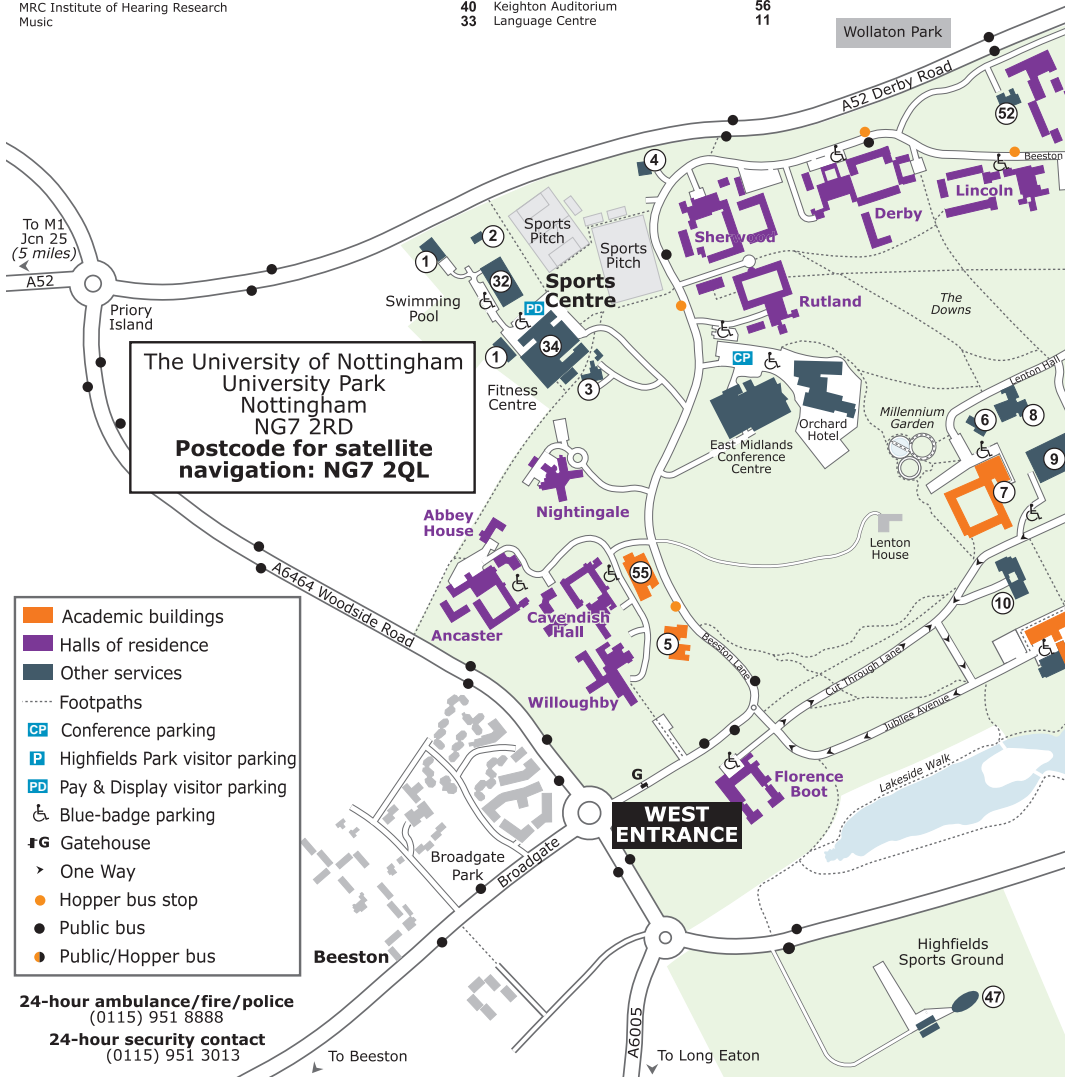 MRC Institute of Hearing Research 40 Keighton Auditorium 56
Music 33 Language Centre 11
Wollaton Park
A52 Derby Road
52
4
Beeston
Lincoln
Derby
Sherwood
To M1
Jcn 25
(5 miles)
A52
Priory
Island
1
2
32
Sports
Pitch
Sports
Pitch
Sports
Centre
PD
Swimming
Pool
34
1
3
Fitness
Centre
Rutland
The
Downs
CP
Orchard
Hotel
East Midlands
Conference
Centre
Millennium
Garden
Lenton Hall
6
8
9
7
Lenton
House
10
The University of Nottingham
University Park
Nottingham
NG7 2RD
Postcode for satellite
navigation: NG7 2QL
Nightingale
Abbey
House
Ancaster
Cavendish
Hall
Willoughby
55
5
Beeston Lane
Cut Through Lane
Jubilee Avenue
Lakeside Walk
A6464 Woodside Road
G
Florence
Boot
WEST
ENTRANCE
Broadgate
Park
Broadgate
Beeston
Academic buildings
Halls of residence
Other services
Footpaths
CP Conference parking
P Highfields Park visitor parking
PD Pay & Display visitor parking
Blue-badge parking
G Gatehouse
One Way
Hopper bus stop
Public bus
Public/Hopper bus
24-hour ambulance/fire/police
(0115) 951 8888
24-hour security contact
(0115) 951 3013
To Beeston
A6005
To Long Eaton
Highfields
Sports Ground
47